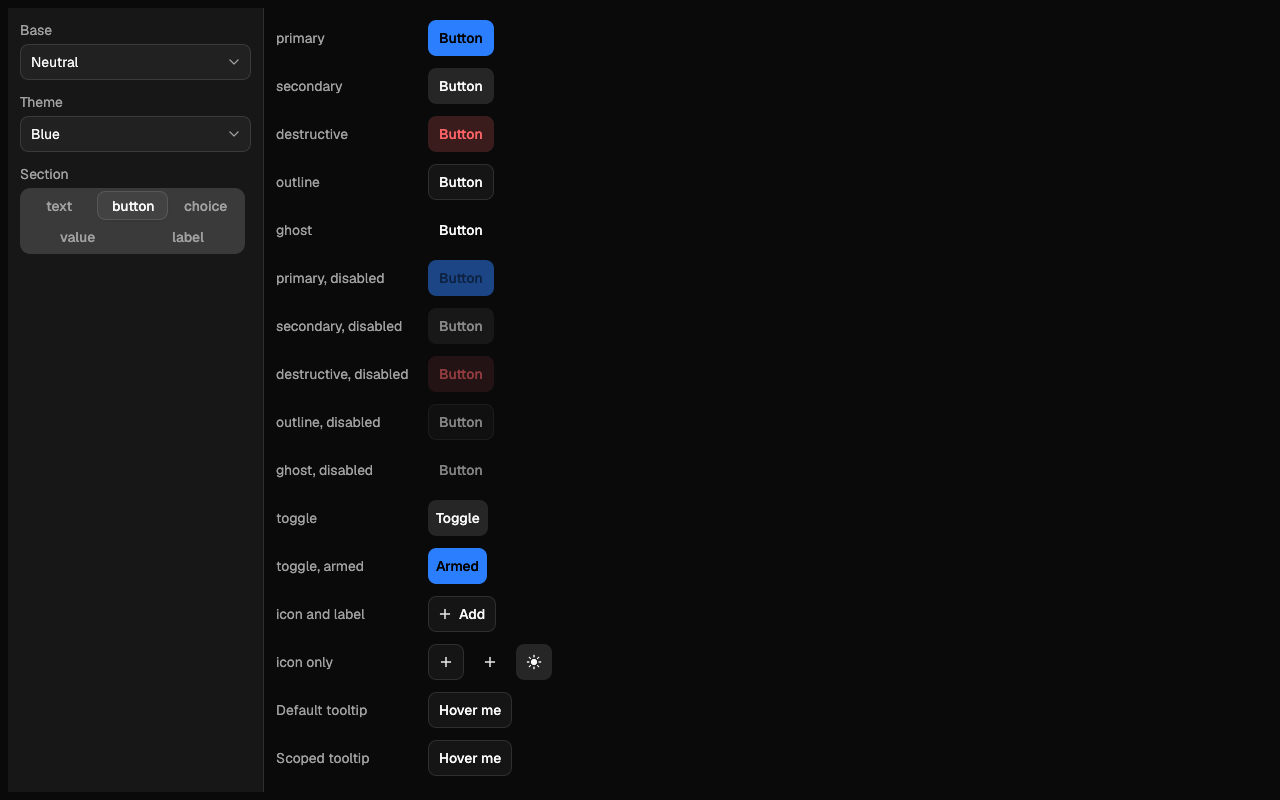 Base
Neutral
Theme
Blue
Section
text button choice
value label
primary Button
secondary Button
destructive Button
outline Button
ghost Button
primary, disabled Button
secondary, disabled Button
destructive, disabled Button
outline, disabled Button
ghost, disabled Button
toggle Toggle
toggle, armed Armed
icon and label Add
icon only
Default tooltip Hover me
Scoped tooltip Hover me